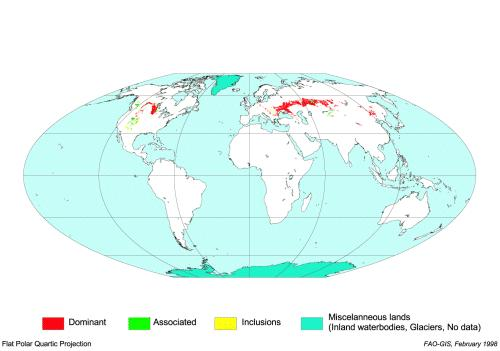 Dominant
Associated
Inclusions
Miscelanneous lands
(Inland waterbodies, Glaciers, No data)
Flat Polar Quartic Projection
FAO-GIS, February 1998